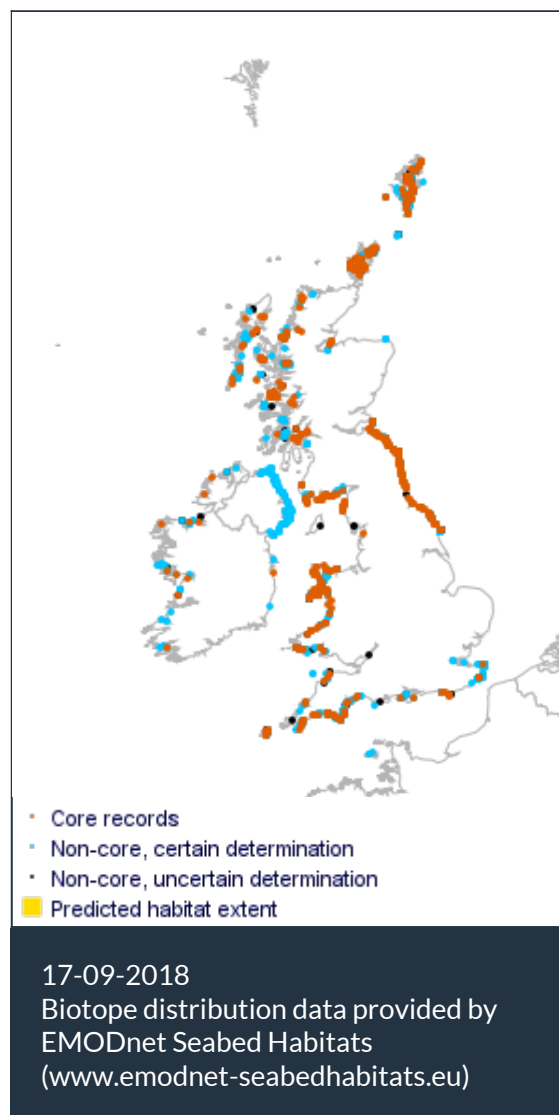 Core records
Non-core, certain determination
Non-core, uncertain determination
Predicted habitat extent
17-09-2018
Biotope distribution data provided by
EMODnet Seabed Habitats
(www.emodnet-seabedhabitats.eu)